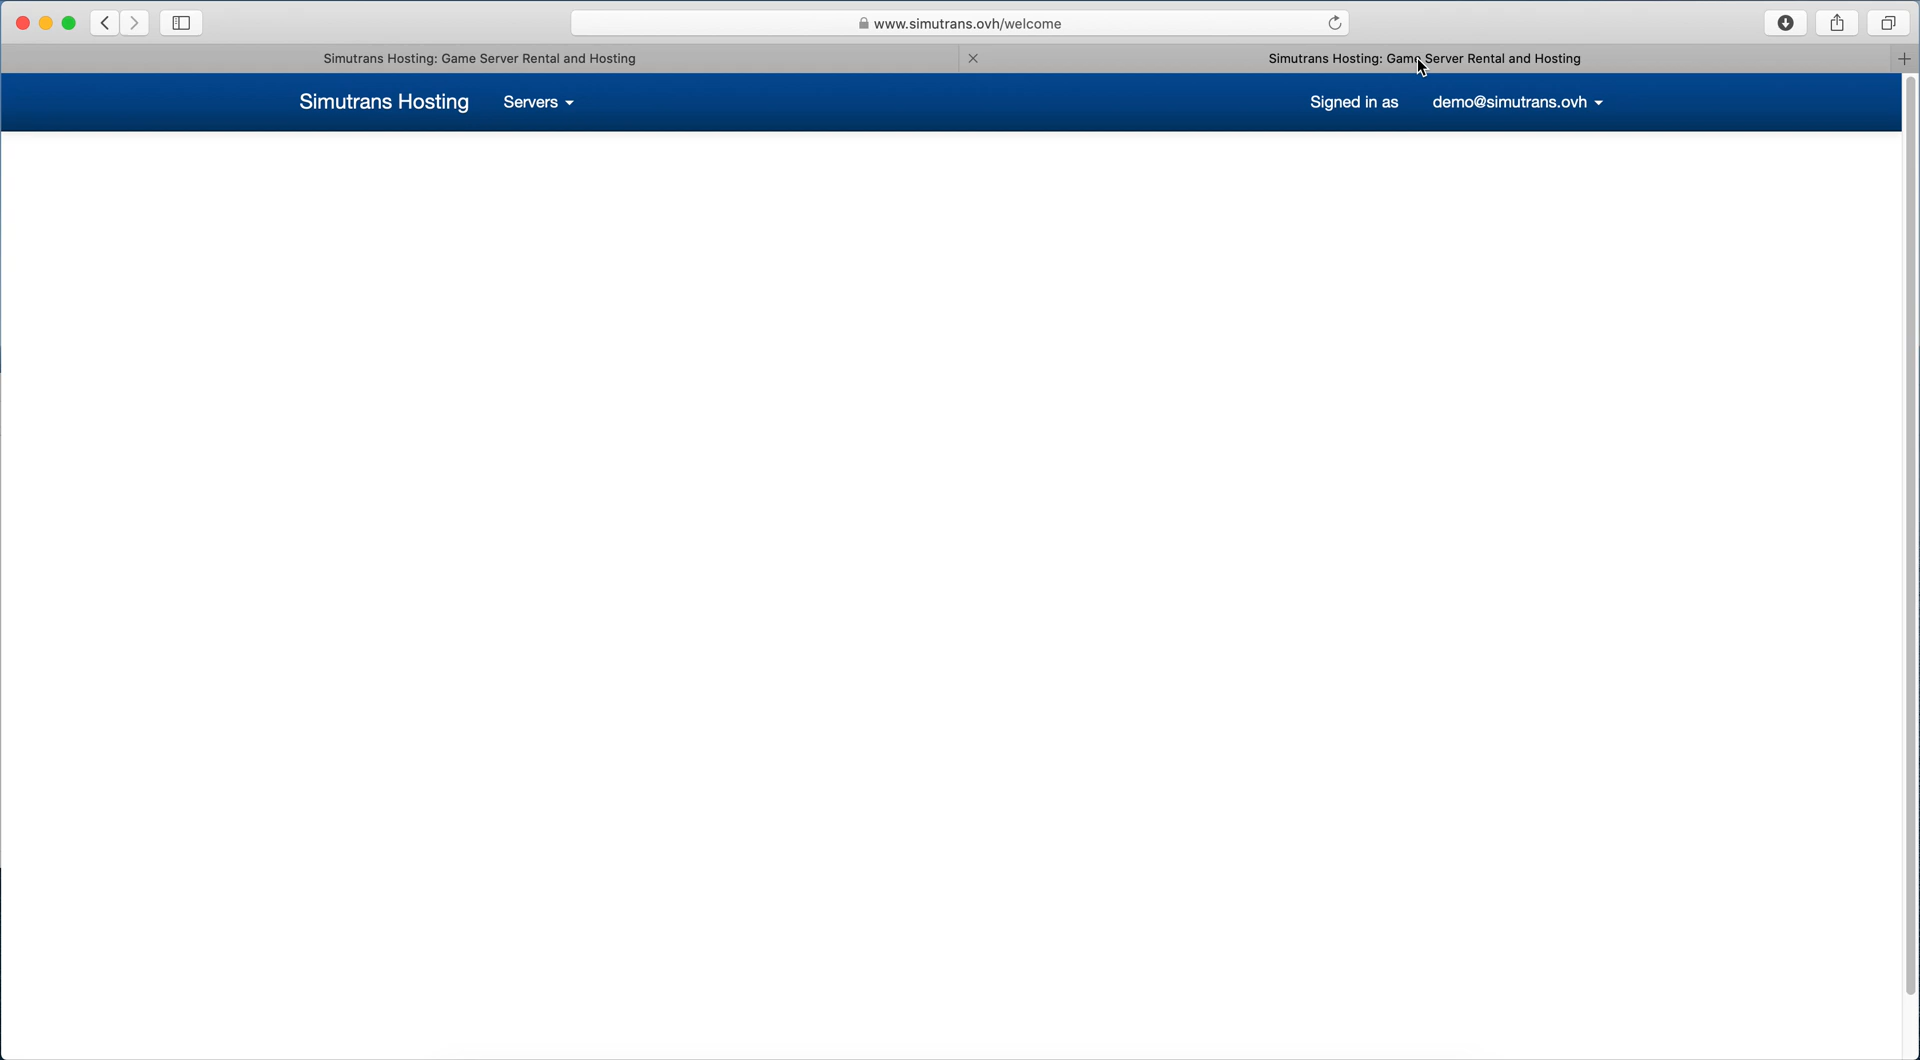 www.simutrans.ovh/welcome
Simutrans Hosting: Game Server Rental and Hosting
Simutrans Hosting: Game Server Rental and Hosting
Simutrans Hosting Servers Signed in as demo@simutrans.ovh